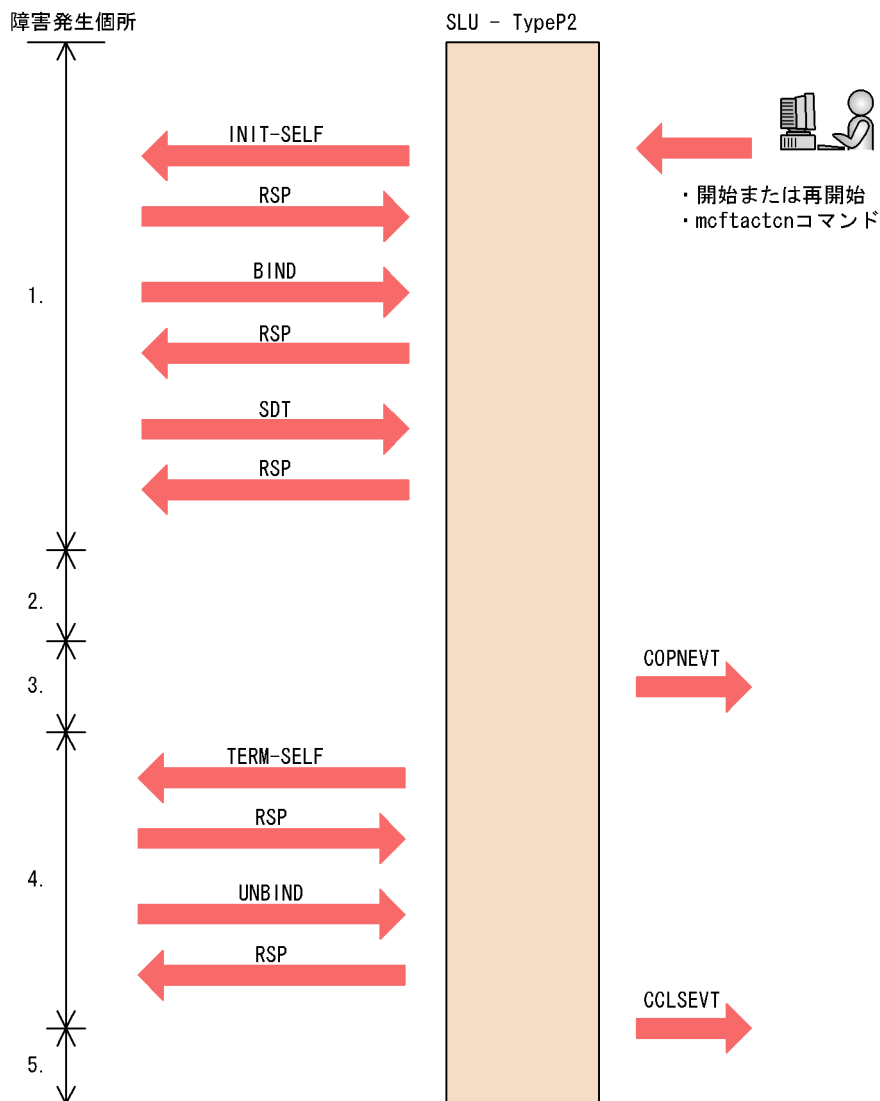 障害発生個所
SLU - TypeP2
INIT-SELF
・開始または再開始
・mcftactcnコマンド
RSP
BIND
1.
RSP
SDT
RSP
2.
COPNEVT
3.
TERM-SELF
RSP
4.
UNBIND
RSP
CCLSEVT
5.